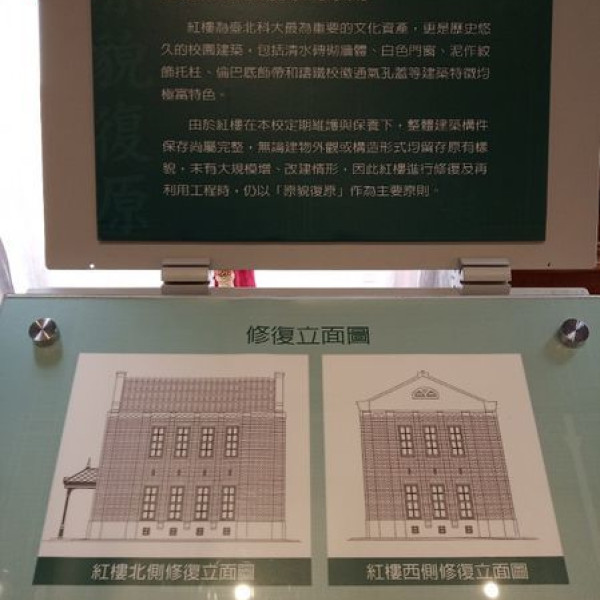 紅樓為臺北科大最為重要的文化資產，更是歷史悠
久的校園建築，包括清水磚拋牆體、白色門窗、泥作紋
飾托柱、倫巴底飾帶和鑄鐵校徽通氣孔蓋等建築特徵均
極富特色。
由於紅樓在本校定期維護與保養下，整體建築構件
保存尚屬完整，無論建物外觀或構造形式均留存原有樣
貌，未有大規模增、改建情形，因此紅樓進行修復及再
利用工程時，仍以「原貌復原」作為主要原則。
貌復原
修復立面圖
紅樓北側修復立面圖
紅樓西側修復立面圖